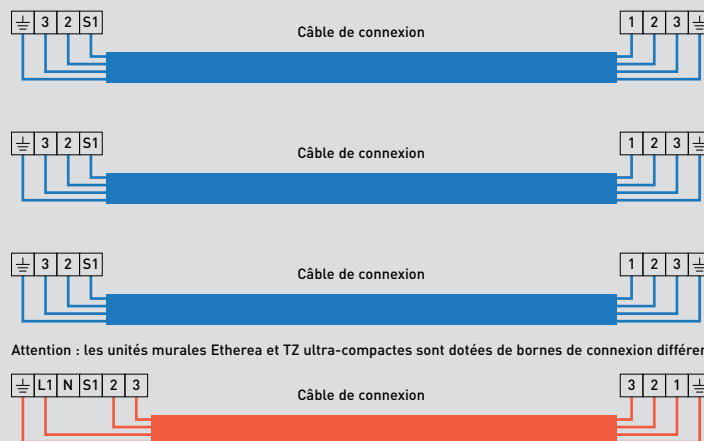 3 2 S1 Câble de connexion 1 2 3
3 2 S1 Câble de connexion 1 2 3
3 2 S1 Câble de connexion 1 2 3
Attention : les unités murales Etherea et TZ ultra-compactes sont dotées de bornes de connexion
L1 N S1 2 3 Câble de connexion 3 2 1